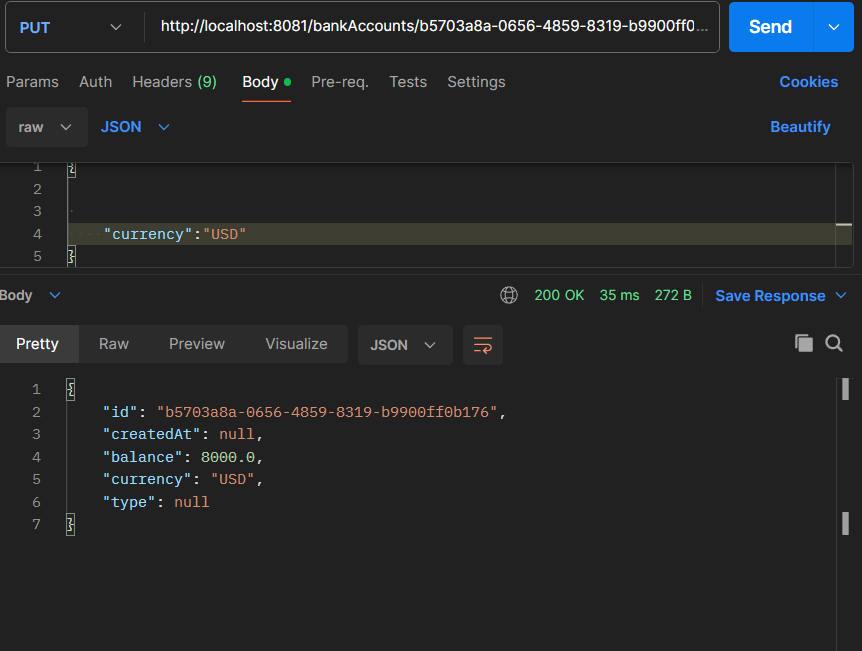 PUT http://localhost:8081/bankAccounts/b5703a8a-0656-4859-8319-b9900ff0... Send
Params Auth Headers (9) Body Pre-req. Tests Settings Cookies
raw JSON Beautify
1 {
2
3
4 "currency":"USD"
5 }
Body 200 OK 35 ms 272 B Save Response
Pretty Raw Preview Visualize JSON
1 {
2 "id": "b5703a8a-0656-4859-8319-b9900ff0b176",
3 "createdAt": null,
4 "balance": 8000.0,
5 "currency": "USD",
6 "type": null
7 }